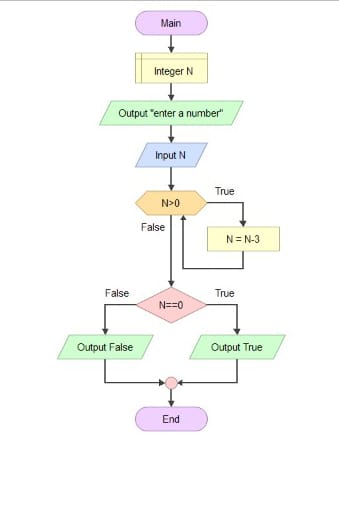 Main
Integer N
Output "enter a number"
Input N
N>0
True
False
N = N-3
False
True
N==0
Output False
Output True
End